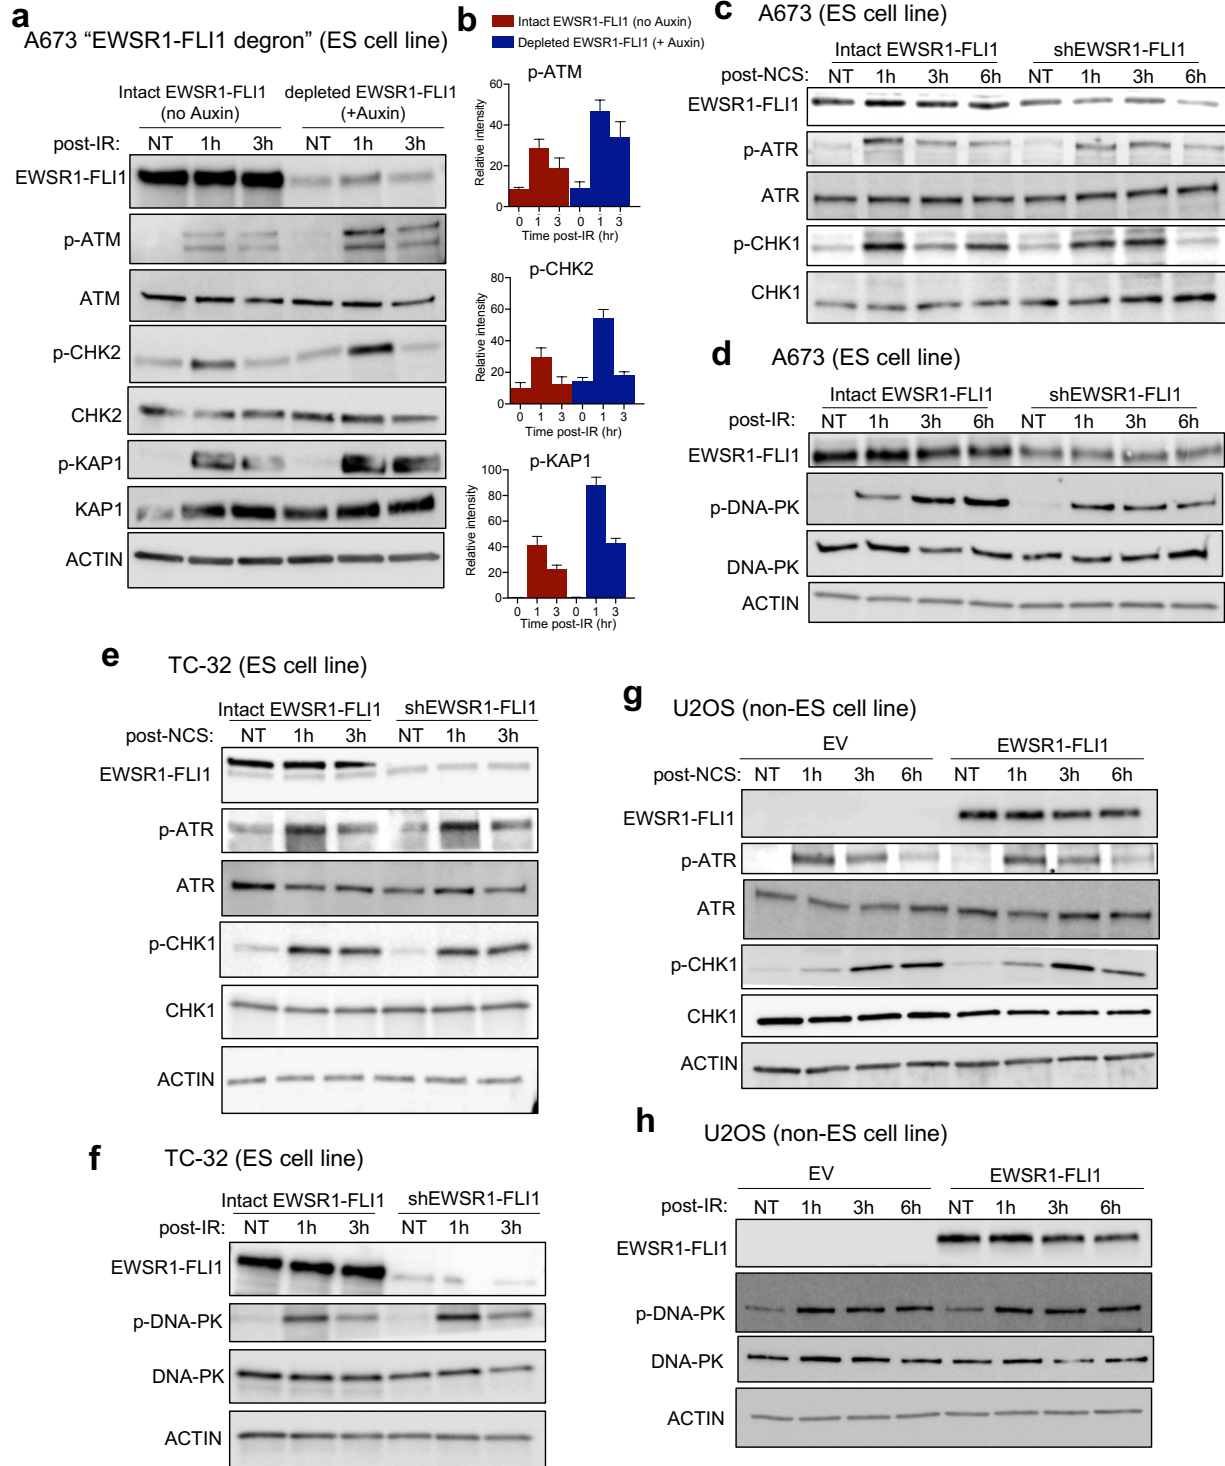 a
A673 “EWSR1-FLI1 degron” (ES cell line)
Intact EWSR1-FLI1 depleted EWSR1-FLI1
(no Auxin) (+Auxin)
post-IR: NT 1h 3h NT 1h 3h
EWSR1-FLI1
p-ATM
ATM
p-CHK2
CHK2
p-KAP1
KAP1
ACTIN
b
Intact EWSR1-FLI1 (no Auxin)
Depleted EWSR1-FLI1 (+ Auxin)
p-ATM
Relative intensity
60
40
20
0
0 1 3 0 1 3
Time post-IR (hr)
p-CHK2
Relative intensity
80
60
40
20
0
0 1 3 0 1 3
Time post-IR (hr)
p-KAP1
Relative intensity
100
80
60
40
20
0
0 1 3 0 1 3
Time post-IR (hr)
c
A673 (ES cell line)
Intact EWSR1-FLI1 shEWSR1-FLI1
post-NCS: NT 1h 3h 6h NT 1h 3h 6h
EWSR1-FLI1
p-ATR
ATR
p-CHK1
CHK1
d
A673 (ES cell line)
Intact EWSR1-FLI1 shEWSR1-FLI1
post-IR: NT 1h 3h 6h NT 1h 3h 6h
EWSR1-FLI1
p-DNA-PK
DNA-PK
ACTIN
e
TC-32 (ES cell line)
Intact EWSR1-FLI1 shEWSR1-FLI1
post-NCS: NT 1h 3h NT 1h 3h
EWSR1-FLI1
p-ATR
ATR
p-CHK1
CHK1
ACTIN
f
TC-32 (ES cell line)
Intact EWSR1-FLI1 shEWSR1-FLI1
post-IR: NT 1h 3h NT 1h 3h
EWSR1-FLI1
p-DNA-PK
DNA-PK
ACTIN
g
U2OS (non-ES cell line)
EV EWSR1-FLI1
post-NCS: NT 1h 3h 6h NT 1h 3h 6h
EWSR1-FLI1
p-ATR
ATR
p-CHK1
CHK1
ACTIN
h
U2OS (non-ES cell line)
EV EWSR1-FLI1
post-IR: NT 1h 3h 6h NT 1h 3h 6h
EWSR1-FLI1
p-DNA-PK
DNA-PK
ACTIN